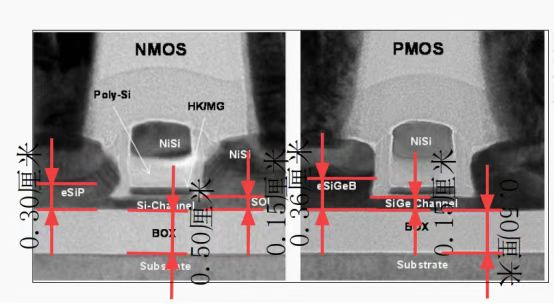 NMOS
PMOS
Poly-Si
HK/MG
NiSi
NiSi
NiSi
eSiP
eSiGeB
Si-Channel
SOI
SiGe Channel
BOX
BOX
Substrate
Substrate
0.30厘米
0.50厘米
0.15厘米
0.36厘米
0.15厘米
0.50厘米